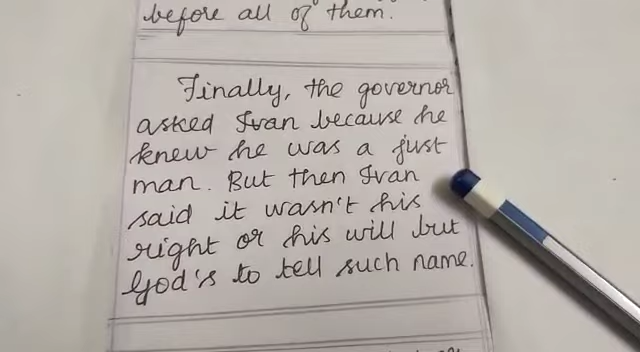 before all of them.
Finally, the governor
asked Ivan because he
knew he was a just
man. But then Ivan
said it wasn't his
right or his will but
God's to tell such name.